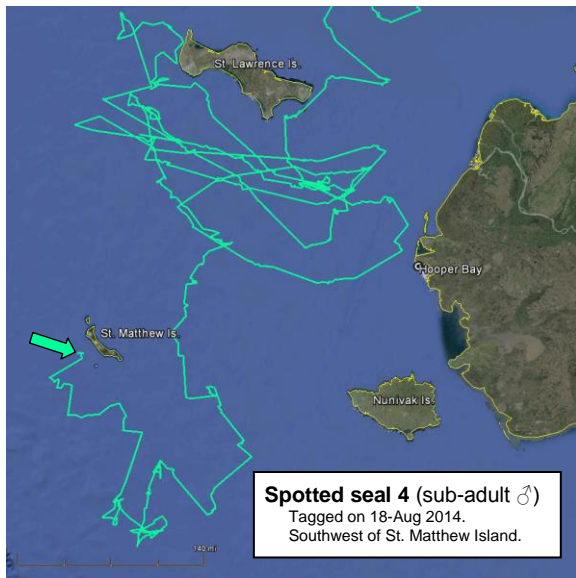 St. Lawrence Is.
Hooper Bay
St. Matthew Is.
Nunivak Is.
Spotted seal 4 (sub-adult ♂)
Tagged on 18-Aug 2014.
Southwest of St. Matthew Island.
140 mi